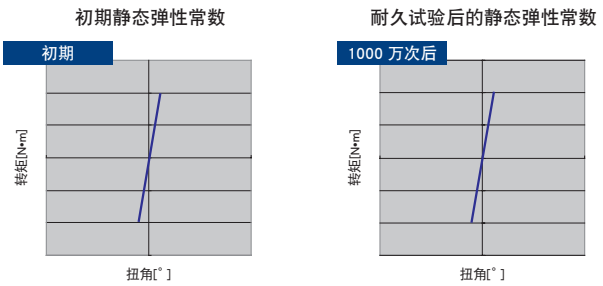 初期静态弹性常数
初期
转矩[N•m]
扭角[°]
耐久试验后的静态弹性常数
1000 万次后
转矩[N•m]
扭角[°]